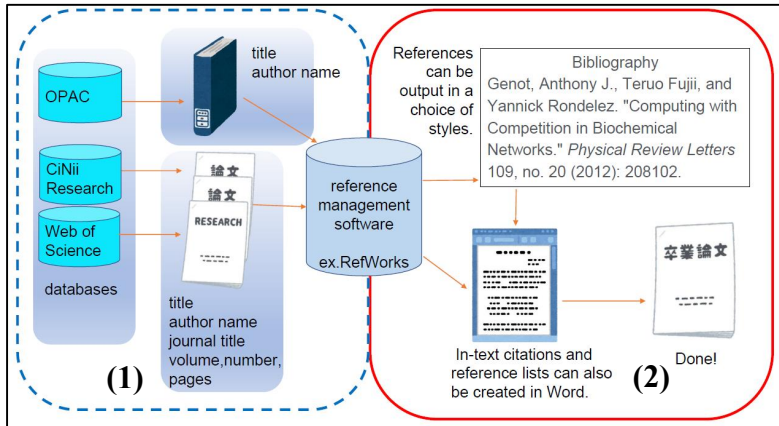 OPAC
CiNii
Research
Web of
Science
databases
title
author name
論文
論文
RESEARCH
title
author name
journal title
volume,number,
pages
(1)
reference
management
software
ex.RefWorks
References
can be
output in a
choice of
styles.
Bibliography
Genot, Anthony J., Teruo Fujii, and
Yannick Rondelez. "Computing with
Competition in Biochemical
Networks." Physical Review Letters
109, no. 20 (2012): 208102.
In-text citations and
reference lists can also
be created in Word.
卒業論文
Done!
(2)